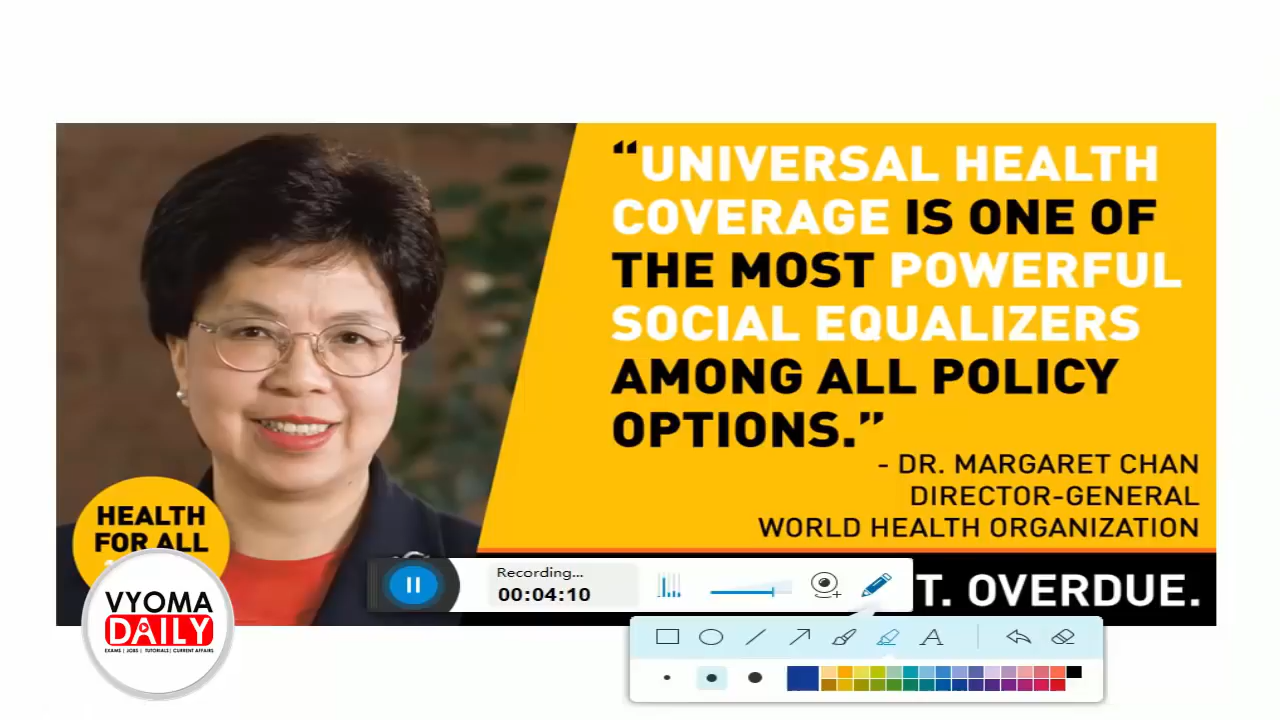 “UNIVERSAL HEALTH
COVERAGE IS ONE OF
THE MOST POWERFUL
SOCIAL EQUALIZERS
AMONG ALL POLICY
OPTIONS.”
- DR. MARGARET CHAN
DIRECTOR-GENERAL
WORLD HEALTH ORGANIZATION
HEALTH
FOR ALL
T. OVERDUE.
Recording...
00:04:10
VYOMA
DAILY
EXAMS | JOBS | TUTORIALS | CURRENT AFFAIRS
A